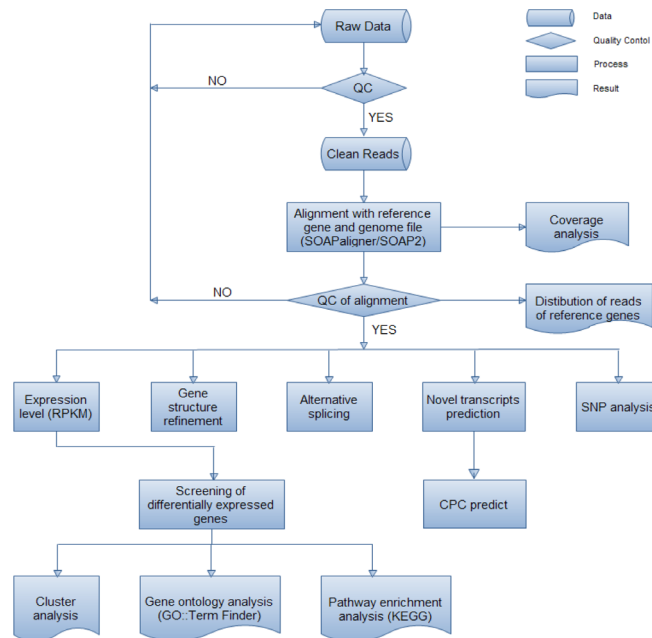 Raw Data
Data
Quality Contol
Process
Result
NO
QC
YES
Clean Reads
Alignment with reference
gene and genome file
(SOAPaligner/SOAP2)
Coverage
analysis
NO
QC of alignment
Distibution of reads
of reference genes
YES
Expression
level (RPKM)
Gene
structure
refinement
Alternative
splicing
Novel transcripts
prediction
SNP analysis
Screening of
differentially expressed
genes
CPC predict
Cluster
analysis
Gene ontology analysis
(GO::Term Finder)
Pathway enrichment
analysis (KEGG)